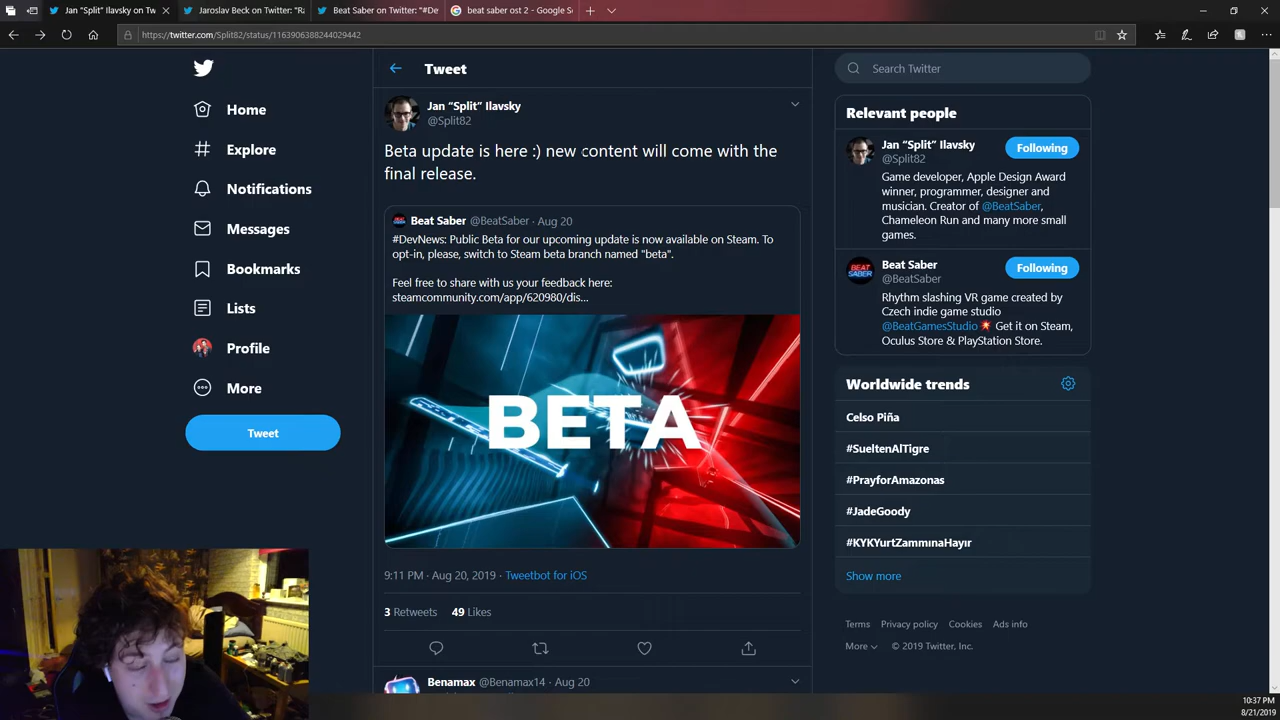 Jan "Split" Ilavsky on Tw
Jaroslav Beck on Twitter: "Ra
Beat Saber on Twitter: "#De
beat saber ost 2 - Google S
https://twitter.com/Split82/status/1163906388244029442
Home
Explore
Notifications
Messages
Bookmarks
Lists
Profile
More
Tweet
Tweet
Jan “Split” Ilavsky
@Split82
Beta update is here :) new content will come with the
final release.
Beat Saber @BeatSaber · Aug 20
#DevNews: Public Beta for our upcoming update is now available on Steam. To
opt-in, please, switch to Steam beta branch named "beta".
Feel free to share with us your feedback here:
steamcommunity.com/app/620980/dis...
BETA
9:11 PM · Aug 20, 2019 · Tweetbot for iOS
3 Retweets 49 Likes
Benamax @Benamax14 · Aug 20
Search Twitter
Relevant people
Jan “Split” Ilavsky
@Split82
Following
Game developer, Apple Design Award
winner, programmer, designer and
musician. Creator of @BeatSaber,
Chameleon Run and many more small
games.
BEAT
SABER
Beat Saber
@BeatSaber
Following
Rhythm slashing VR game created by
Czech indie game studio
@BeatGamesStudio Get it on Steam,
Oculus Store & PlayStation Store.
Worldwide trends
Celso Piña
#SueltenAlTigre
#PrayforAmazonas
#JadeGoody
#KYKYurtZammınaHayır
Show more
Terms Privacy policy Cookies Ads info
More © 2019 Twitter, Inc.
10:37 PM
8/21/2019